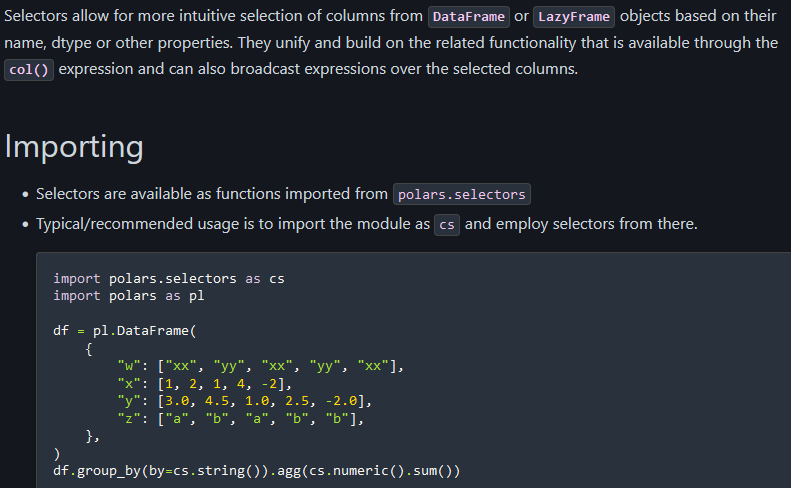 Selectors allow for more intuitive selection of columns from DataFrame or LazyFrame objects based on their
name, dtype or other properties. They unify and build on the related functionality that is available through the
col() expression and can also broadcast expressions over the selected columns.
Importing
• Selectors are available as functions imported from polars.selectors
• Typical/recommended usage is to import the module as cs and employ selectors from there.
import polars.selectors as cs
import polars as pl
df = pl.DataFrame(
    {
        "w": ["xx", "yy", "xx", "yy", "xx"],
        "x": [1, 2, 1, 4, -2],
        "y": [3.0, 4.5, 1.0, 2.5, -2.0],
        "z": ["a", "b", "a", "b", "b"],
    },
)
df.group_by(by=cs.string()).agg(cs.numeric().sum())